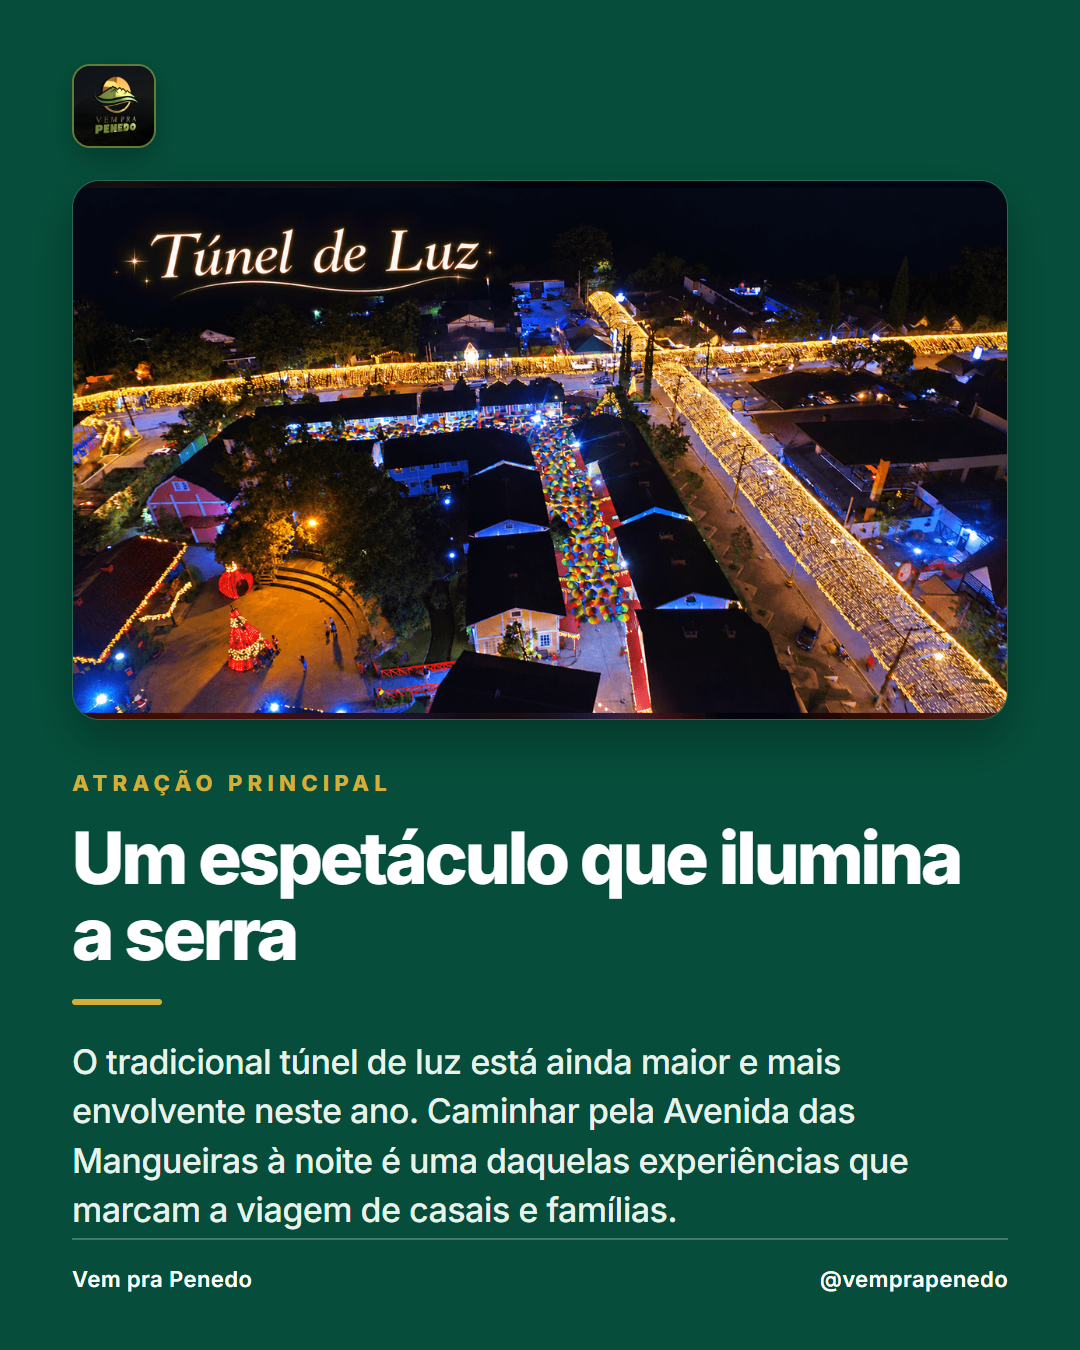 VEM PRA
PENEDO
Túnel de Luz
ATRAÇÃO PRINCIPAL
Um espetáculo que ilumina
a serra
O tradicional túnel de luz está ainda maior e mais
envolvente neste ano. Caminhar pela Avenida das
Mangueiras à noite é uma daquelas experiências que
marcam a viagem de casais e famílias.
Vem pra Penedo
@vemprapenedo